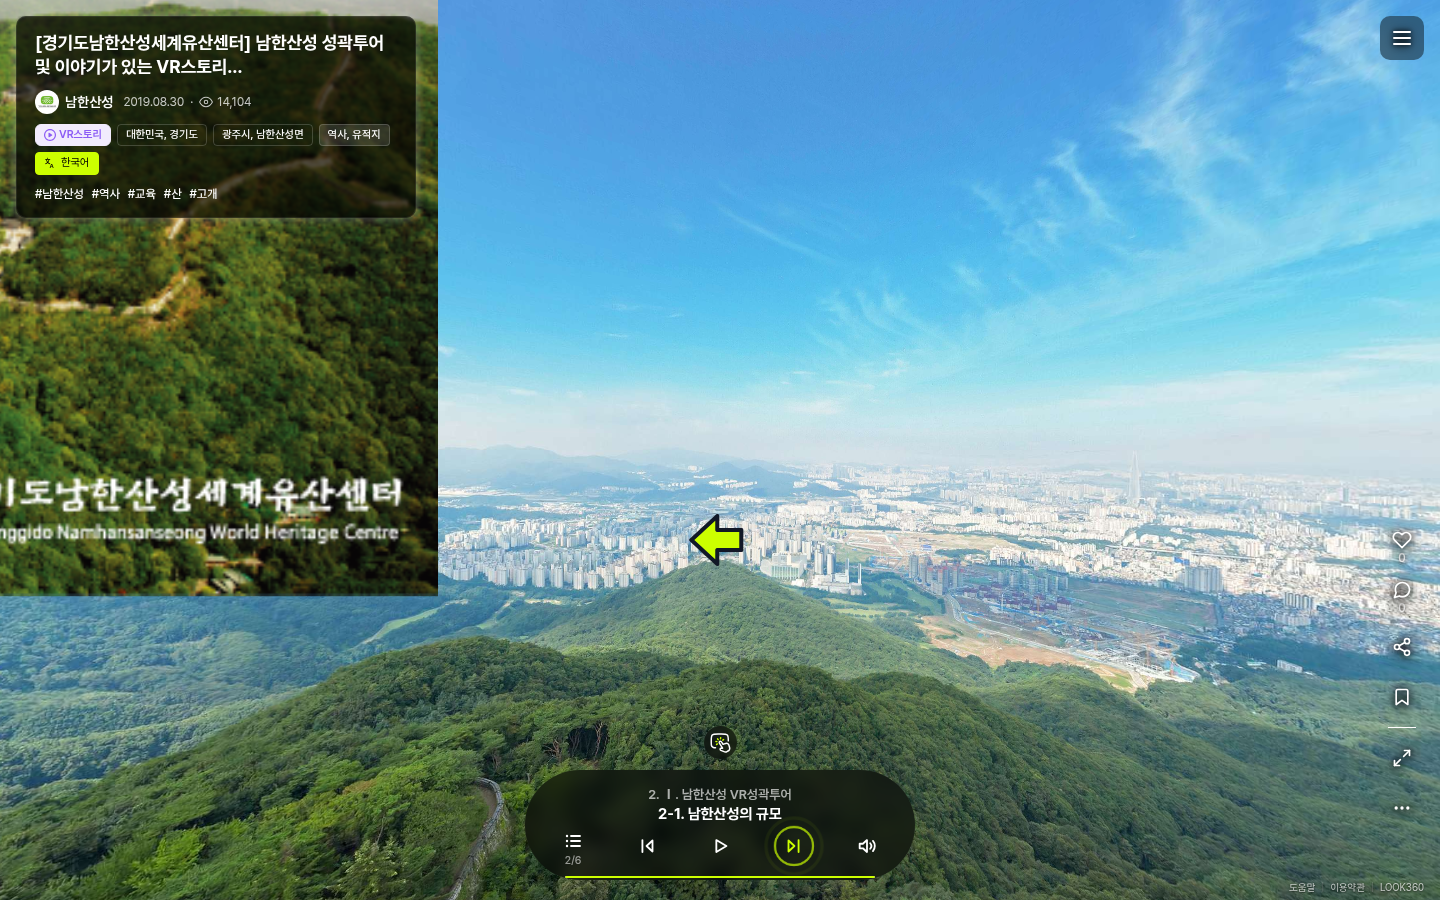 [경기도남한산성세계유산센터] 남한산성 성곽투어
및 이야기가 있는 VR스토리...
남한산성 2019.08.30 · 14,104
VR스토리 대한민국, 경기도 광주시, 남한산성면 역사, 유적지
한국어
#남한산성 #역사 #교육 #산 #고개
기도남한산성세계유산센터
nggido Namhansanseong World Heritage Centre
0
0
2. Ⅰ. 남한산성 VR성곽투어
2-1. 남한산성의 규모
2/6
도움말 이용약관 LOOK360